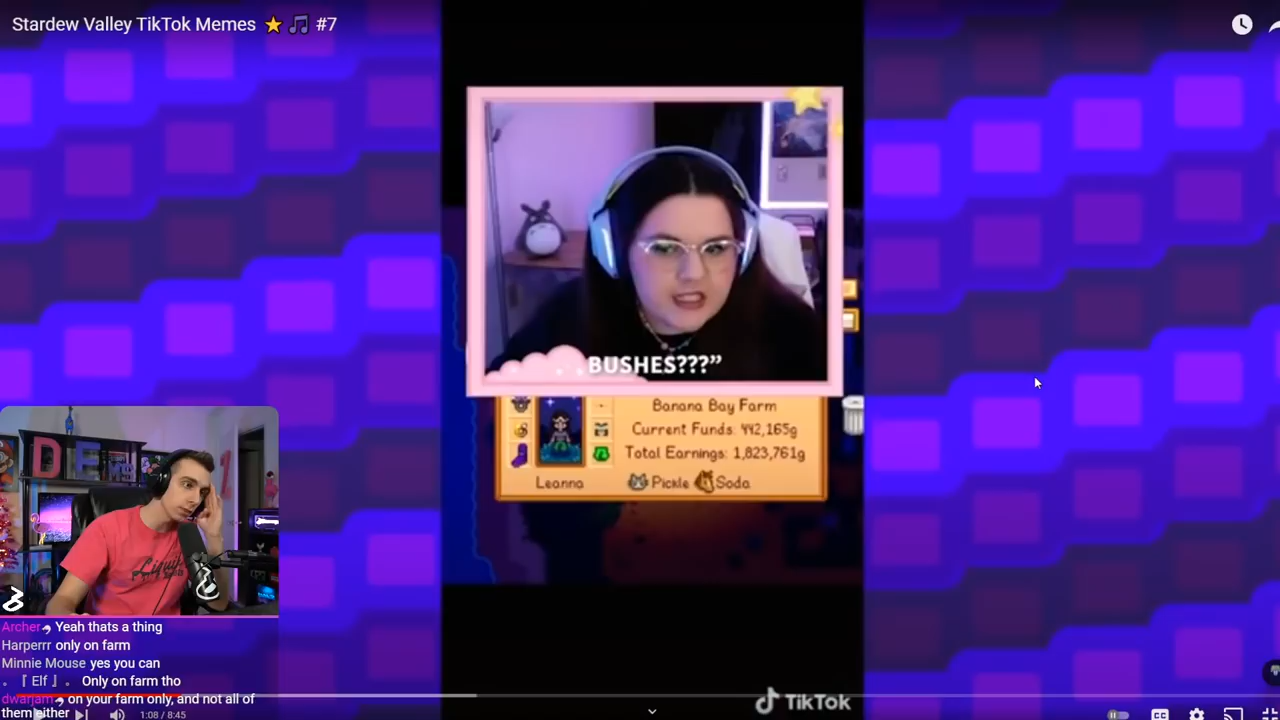 Stardew Valley TikTok Memes ⭐ 🎵 #7
BUSHES???”
Banana Bay Farm
Current Funds: 442,165g
Total Earnings: 1,823,761g
Leanna
Pickle
Soda
DE
Archer Yeah thats a thing
Harperrr only on farm
Minnie Mouse yes you can
. 『 Elf 』 . Only on farm tho
dwarjam on your farm only, and not all of
them either
1:08 / 8:45
TikTok